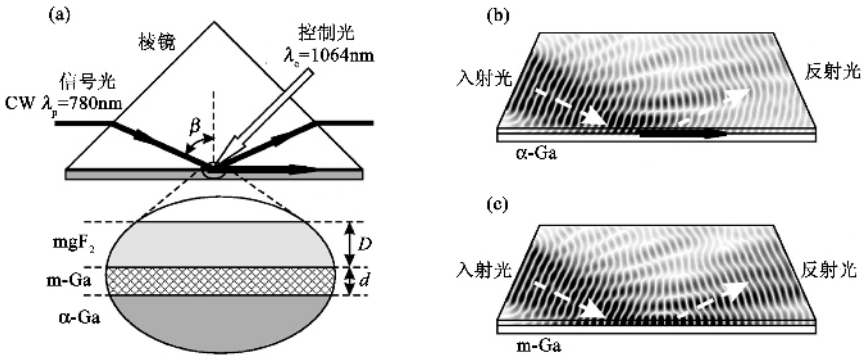 (a)
棱镜
控制光
λc=1064nm
信号光
CW λp=780nm
β
mgF2
D
m-Ga
d
α-Ga
(b)
入射光
反射光
α-Ga
(c)
入射光
反射光
m-Ga